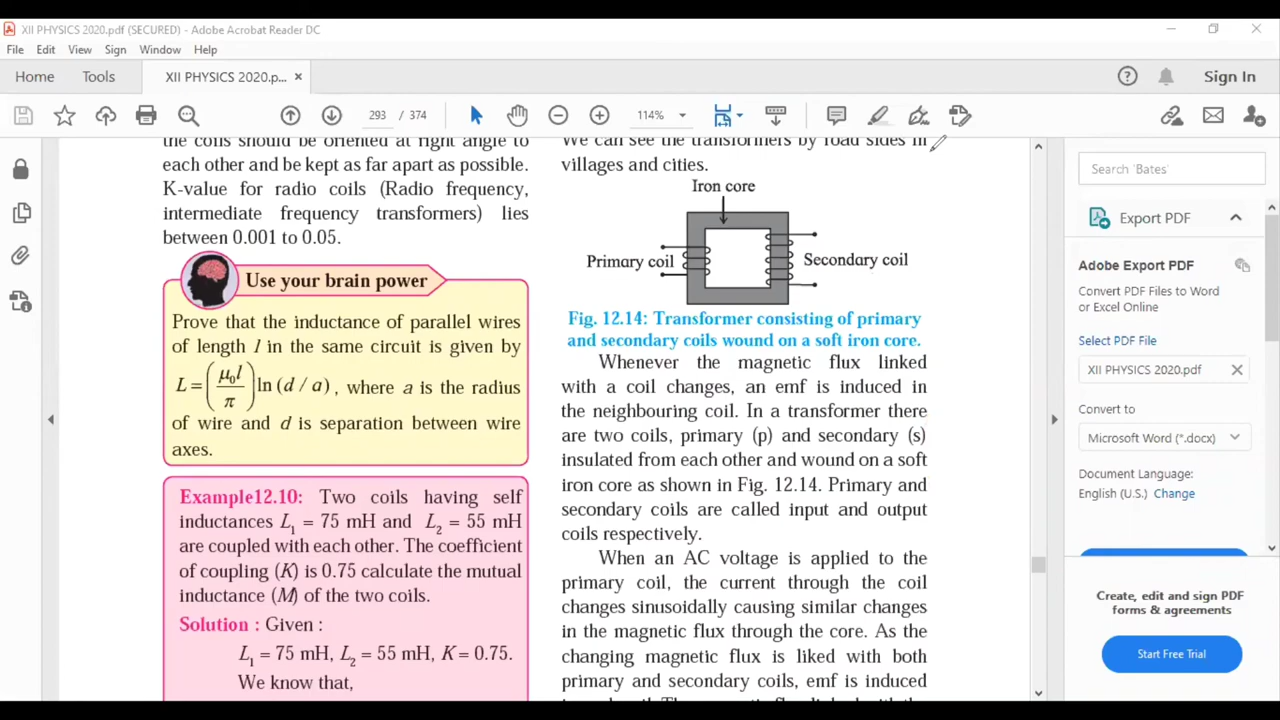 XII PHYSICS 2020.pdf (SECURED) - Adobe Acrobat Reader DC
File Edit View Sign Window Help
Home Tools XII PHYSICS 2020.p... × Sign In
293 / 374 114%
the coils should be oriented at right angle to
each other and be kept as far apart as possible.
K-value for radio coils (Radio frequency,
intermediate frequency transformers) lies
between 0.001 to 0.05.
Use your brain power
Prove that the inductance of parallel wires
of length l in the same circuit is given by
L = (μ₀l / π) ln (d / a), where a is the radius
of wire and d is separation between wire
axes.
Example12.10: Two coils having self
inductances L₁ = 75 mH and L₂ = 55 mH
are coupled with each other. The coefficient
of coupling (K) is 0.75 calculate the mutual
inductance (M) of the two coils.
Solution : Given :
L₁ = 75 mH, L₂ = 55 mH, K = 0.75.
We know that,
We can see the transformers by road sides in
villages and cities.
Iron core
Primary coil
Secondary coil
Fig. 12.14: Transformer consisting of primary
and secondary coils wound on a soft iron core.
Whenever the magnetic flux linked
with a coil changes, an emf is induced in
the neighbouring coil. In a transformer there
are two coils, primary (p) and secondary (s)
insulated from each other and wound on a soft
iron core as shown in Fig. 12.14. Primary and
secondary coils are called input and output
coils respectively.
When an AC voltage is applied to the
primary coil, the current through the coil
changes sinusoidally causing similar changes
in the magnetic flux through the core. As the
changing magnetic flux is liked with both
primary and secondary coils, emf is induced
Search 'Bates'
Export PDF
Adobe Export PDF
Convert PDF Files to Word
or Excel Online
Select PDF File
XII PHYSICS 2020.pdf ×
Convert to
Microsoft Word (*.docx)
Document Language:
English (U.S.) Change
Create, edit and sign PDF
forms & agreements
Start Free Trial